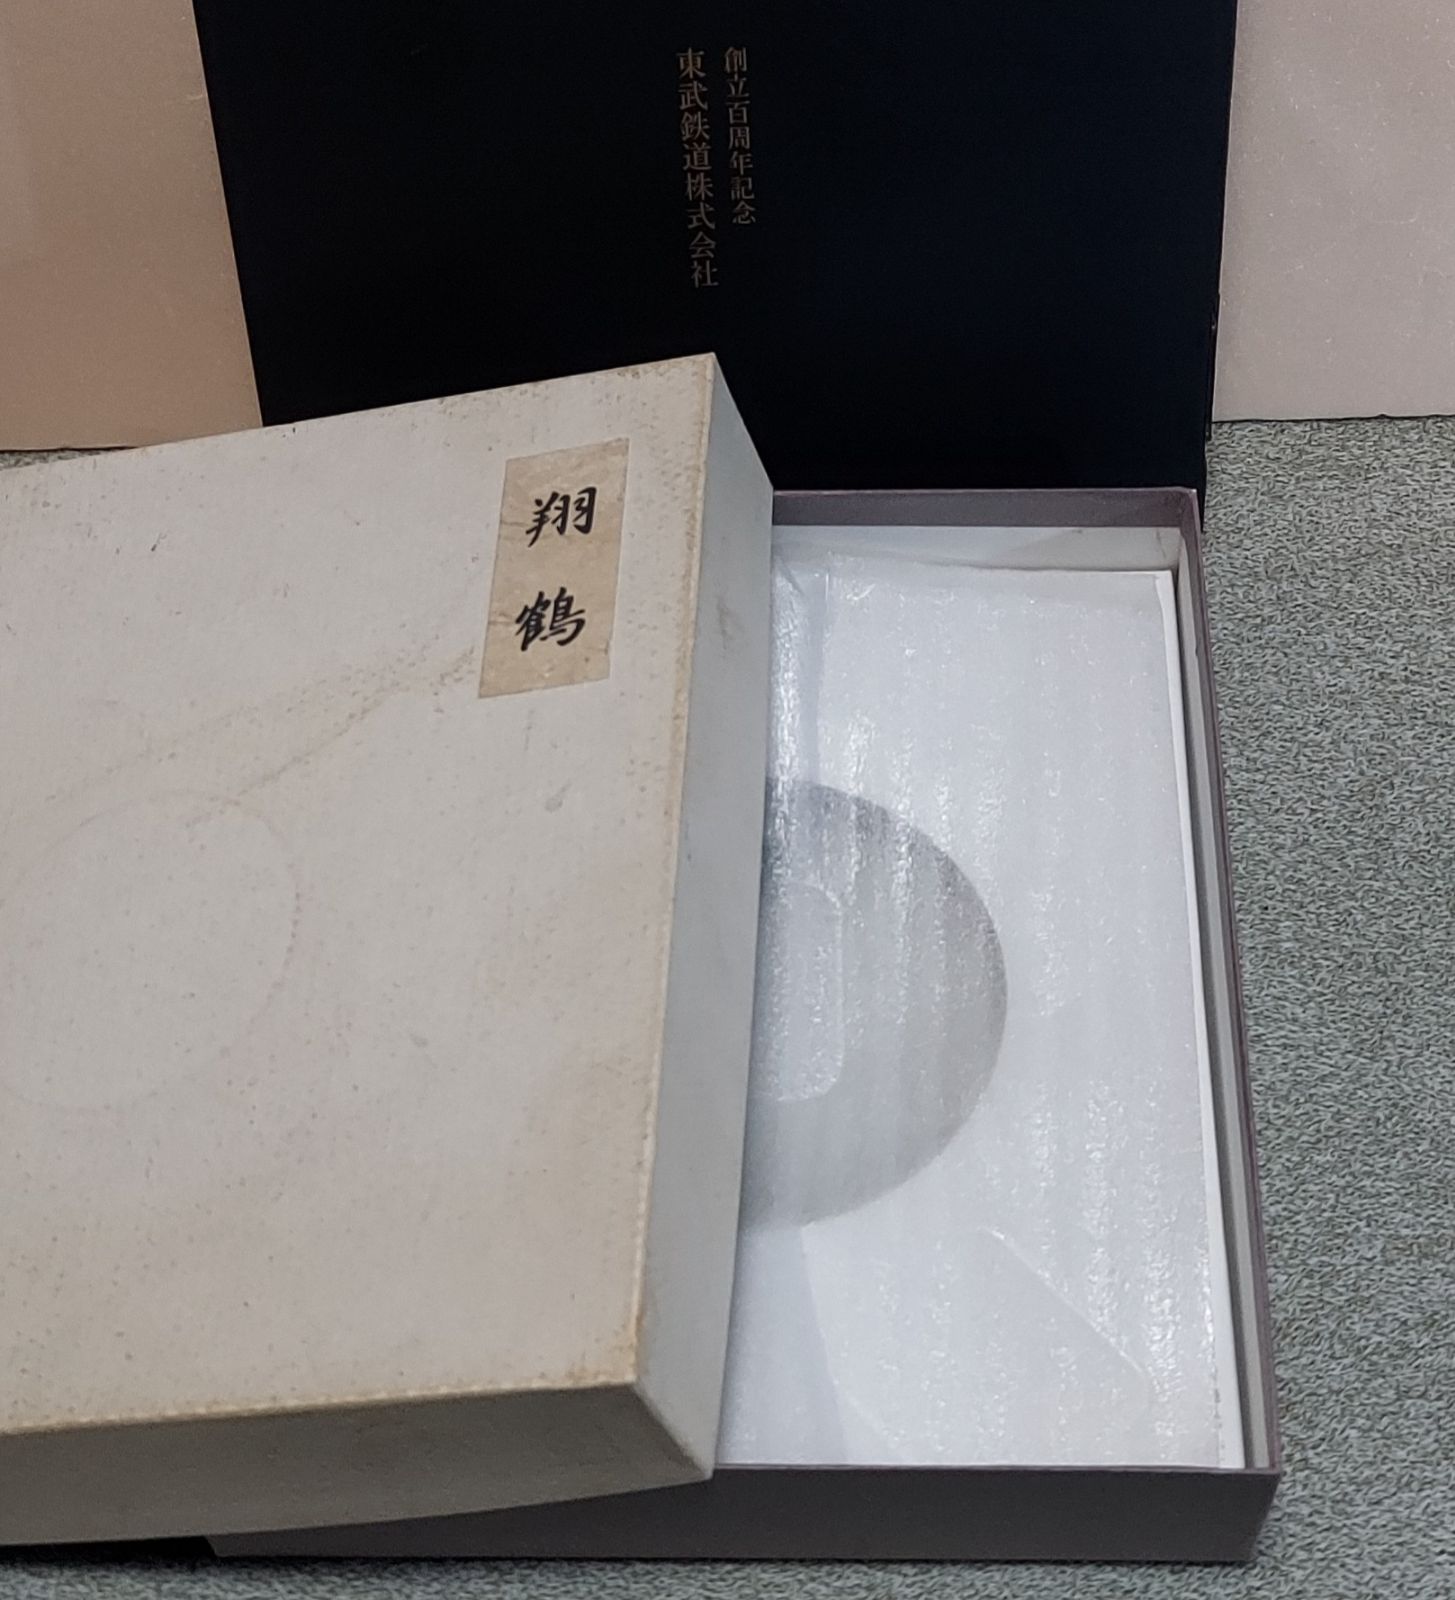 創立百周年記念
東武鉄道株式会社
翔鶴